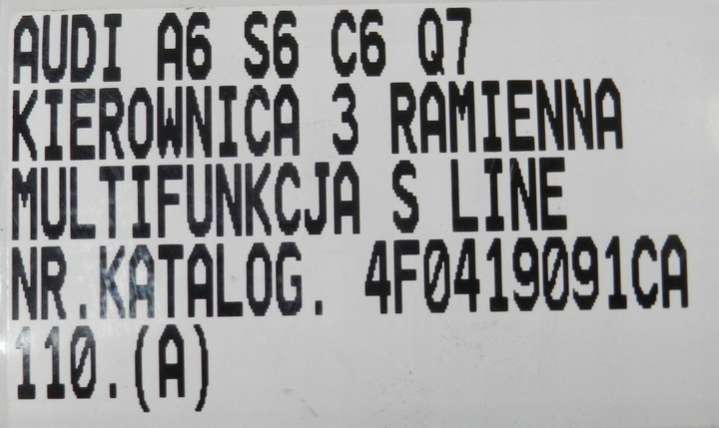 AUDI A6 S6 C6 Q7
KIEROWNICA 3 RAMIENNA
MULTIFUNKCJA S LINE
NR.KATALOG. 4F0419091CA
110.(A)